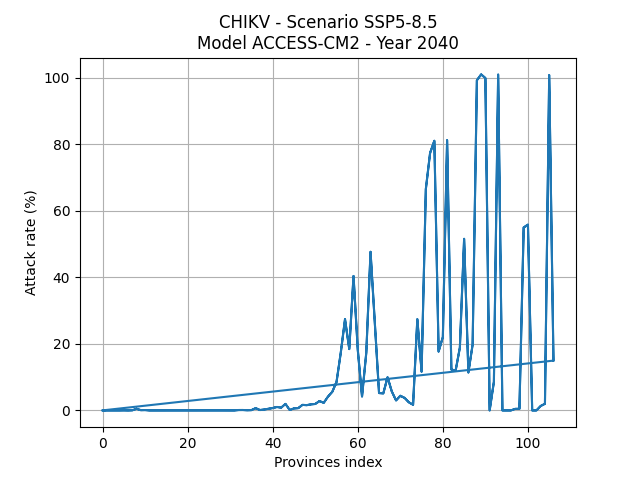 CHIKV - Scenario SSP5-8.5
Model ACCESS-CM2 - Year 2040
Attack rate (%)
100
80
60
40
20
0
0 20 40 60 80 100
Provinces index